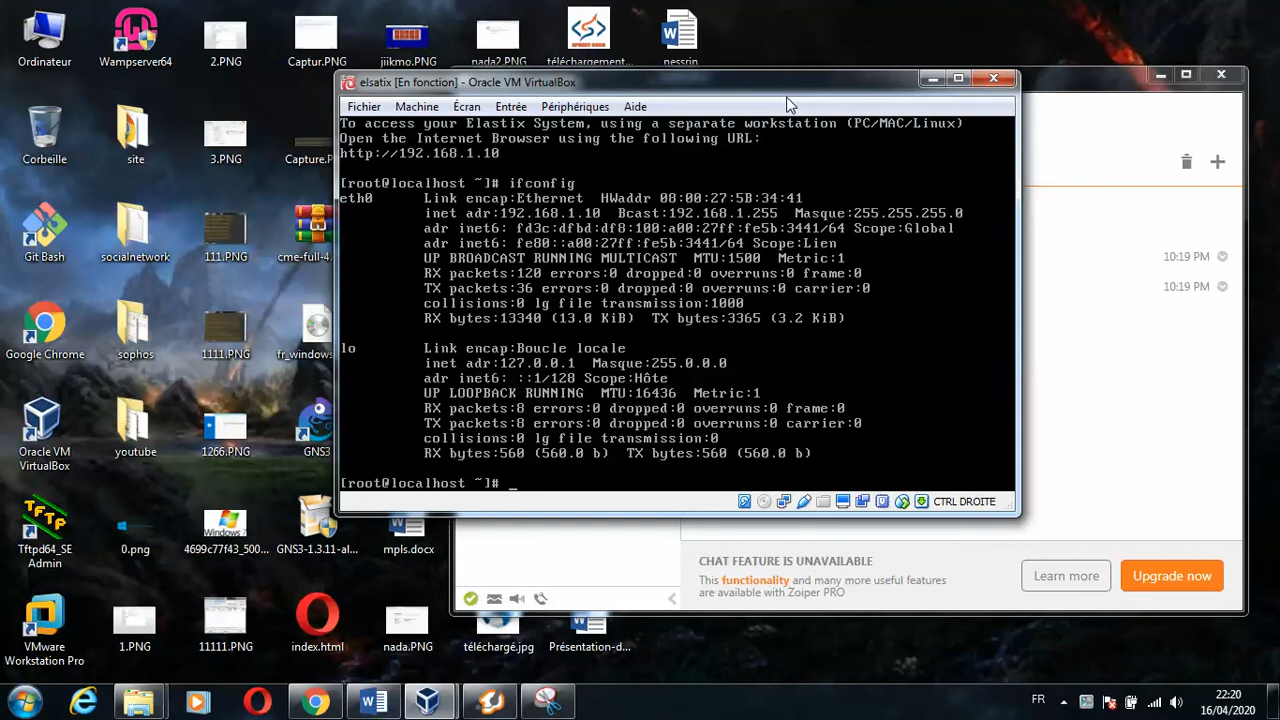 Ordinateur
Wampserver64
2.PNG
Captur.PNG
jiikmo.PNG
nada2.PNG
téléchargement...
nessrin
Corbeille
site
3.PNG
Capture.P
Git Bash
socialnetwork
111.PNG
cme-full-4.
Google Chrome
sophos
1111.PNG
fr_windows
Oracle VM
VirtualBox
youtube
1266.PNG
GNS3
Tftpd64_SE
Admin
0.png
4699c77f43_500...
GNS3-1.3.11-al...
mpls.docx
VMware
Workstation Pro
1.PNG
11111.PNG
index.html
nada.PNG
téléchargé.jpg
Présentation-d...
elsatix [En fonction] - Oracle VM VirtualBox
Fichier Machine Écran Entrée Périphériques Aide
To access your Elastix System, using a separate workstation (PC/MAC/Linux)
Open the Internet Browser using the following URL:
http://192.168.1.10
[root@localhost ~]# ifconfig
eth0 Link encap:Ethernet HWaddr 08:00:27:5B:34:41
inet adr:192.168.1.10 Bcast:192.168.1.255 Masque:255.255.255.0
adr inet6: fd3c:dfbd:df8:100:a00:27ff:fe5b:3441/64 Scope:Global
adr inet6: fe80::a00:27ff:fe5b:3441/64 Scope:Lien
UP BROADCAST RUNNING MULTICAST MTU:1500 Metric:1
RX packets:120 errors:0 dropped:0 overruns:0 frame:0
TX packets:36 errors:0 dropped:0 overruns:0 carrier:0
collisions:0 lg file transmission:1000
RX bytes:13340 (13.0 KiB) TX bytes:3365 (3.2 KiB)
lo Link encap:Boucle locale
inet adr:127.0.0.1 Masque:255.0.0.0
adr inet6: ::1/128 Scope:Hôte
UP LOOPBACK RUNNING MTU:16436 Metric:1
RX packets:8 errors:0 dropped:0 overruns:0 frame:0
TX packets:8 errors:0 dropped:0 overruns:0 carrier:0
collisions:0 lg file transmission:0
RX bytes:560 (560.0 b) TX bytes:560 (560.0 b)
[root@localhost ~]# _
CTRL DROITE
10:19 PM
10:19 PM
CHAT FEATURE IS UNAVAILABLE
This functionality and many more useful features
are available with Zoiper PRO
Learn more
Upgrade now
FR
22:20
16/04/2020